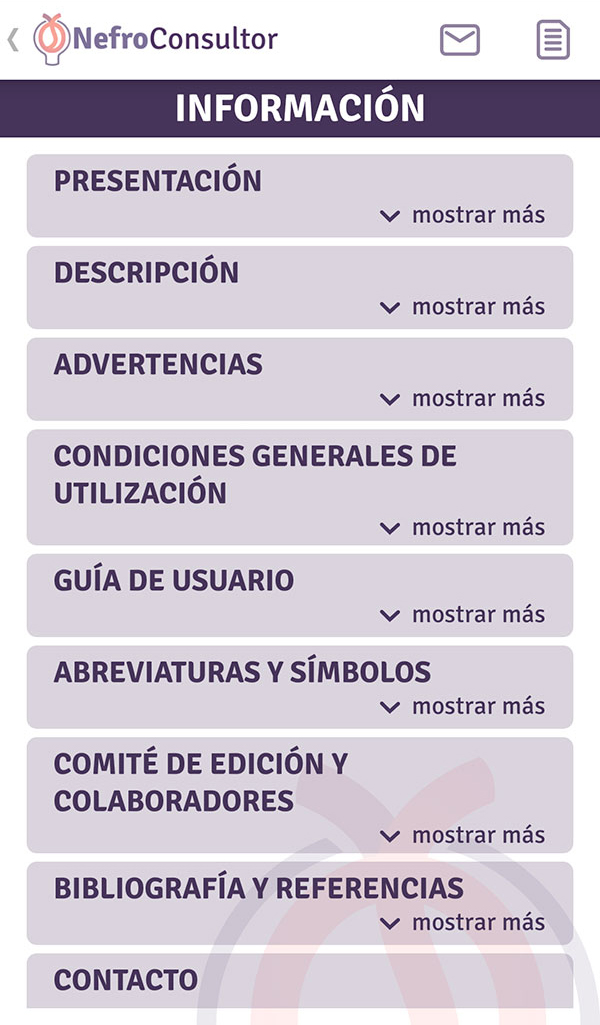 NefroConsultor
INFORMACIÓN
PRESENTACIÓN
mostrar más
DESCRIPCIÓN
mostrar más
ADVERTENCIAS
mostrar más
CONDICIONES GENERALES DE
UTILIZACIÓN
mostrar más
GUÍA DE USUARIO
mostrar más
ABREVIATURAS Y SÍMBOLOS
mostrar más
COMITÉ DE EDICIÓN Y
COLABORADORES
mostrar más
BIBLIOGRAFÍA Y REFERENCIAS
mostrar más
CONTACTO